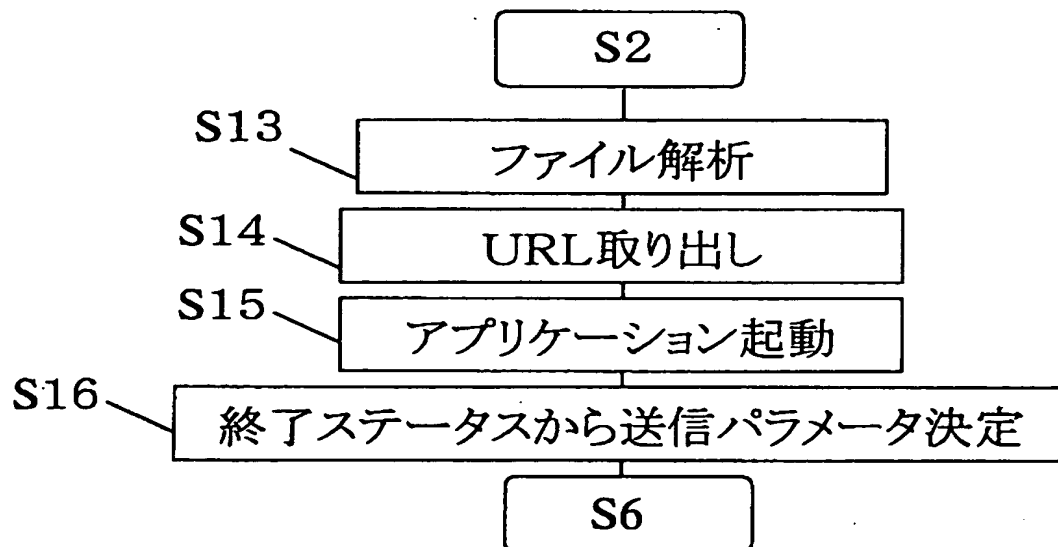 S2
S13
ファイル解析
S14
URL取り出し
S15
アプリケーション起動
S16
終了ステータスから送信パラメータ決定
S6